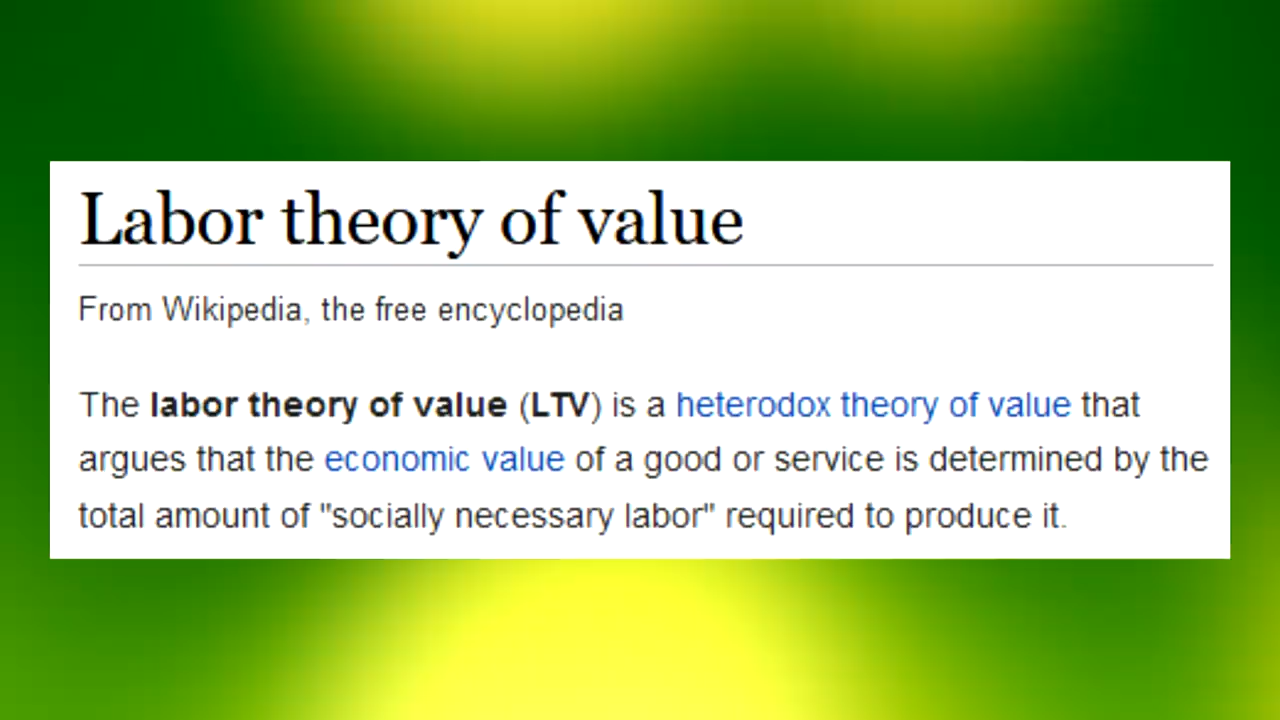 Labor theory of value
From Wikipedia, the free encyclopedia
The labor theory of value (LTV) is a heterodox theory of value that
argues that the economic value of a good or service is determined by the
total amount of "socially necessary labor" required to produce it.